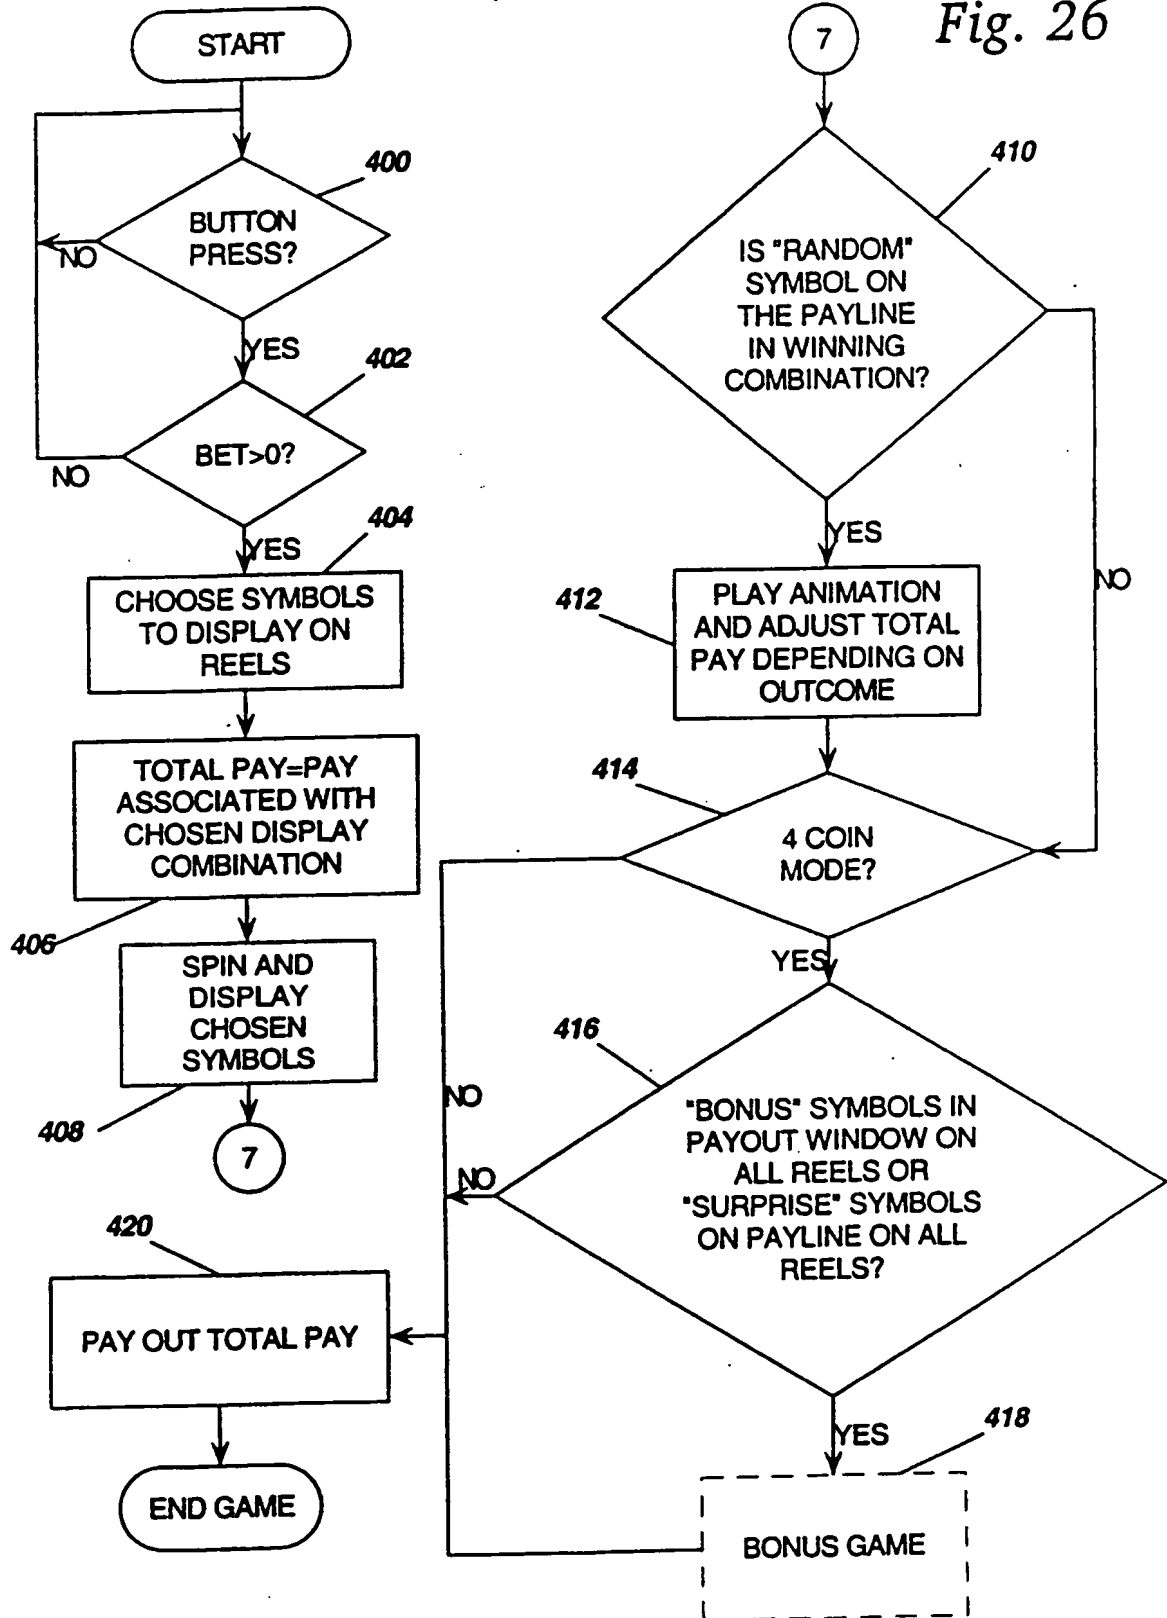 Fig. 26
START
400
BUTTON
PRESS?
NO
YES
402
BET>0?
NO
YES
404
CHOOSE SYMBOLS
TO DISPLAY ON
REELS
TOTAL PAY=PAY
ASSOCIATED WITH
CHOSEN DISPLAY
COMBINATION
406
SPIN AND
DISPLAY
CHOSEN
SYMBOLS
408
7
7
410
IS "RANDOM"
SYMBOL ON
THE PAYLINE
IN WINNING
COMBINATION?
YES
NO
412
PLAY ANIMATION
AND ADJUST TOTAL
PAY DEPENDING ON
OUTCOME
414
4 COIN
MODE?
YES
NO
416
"BONUS" SYMBOLS IN
PAYOUT WINDOW ON
ALL REELS OR
"SURPRISE" SYMBOLS
ON PAYLINE ON ALL
REELS?
NO
YES
418
BONUS GAME
420
PAY OUT TOTAL PAY
END GAME